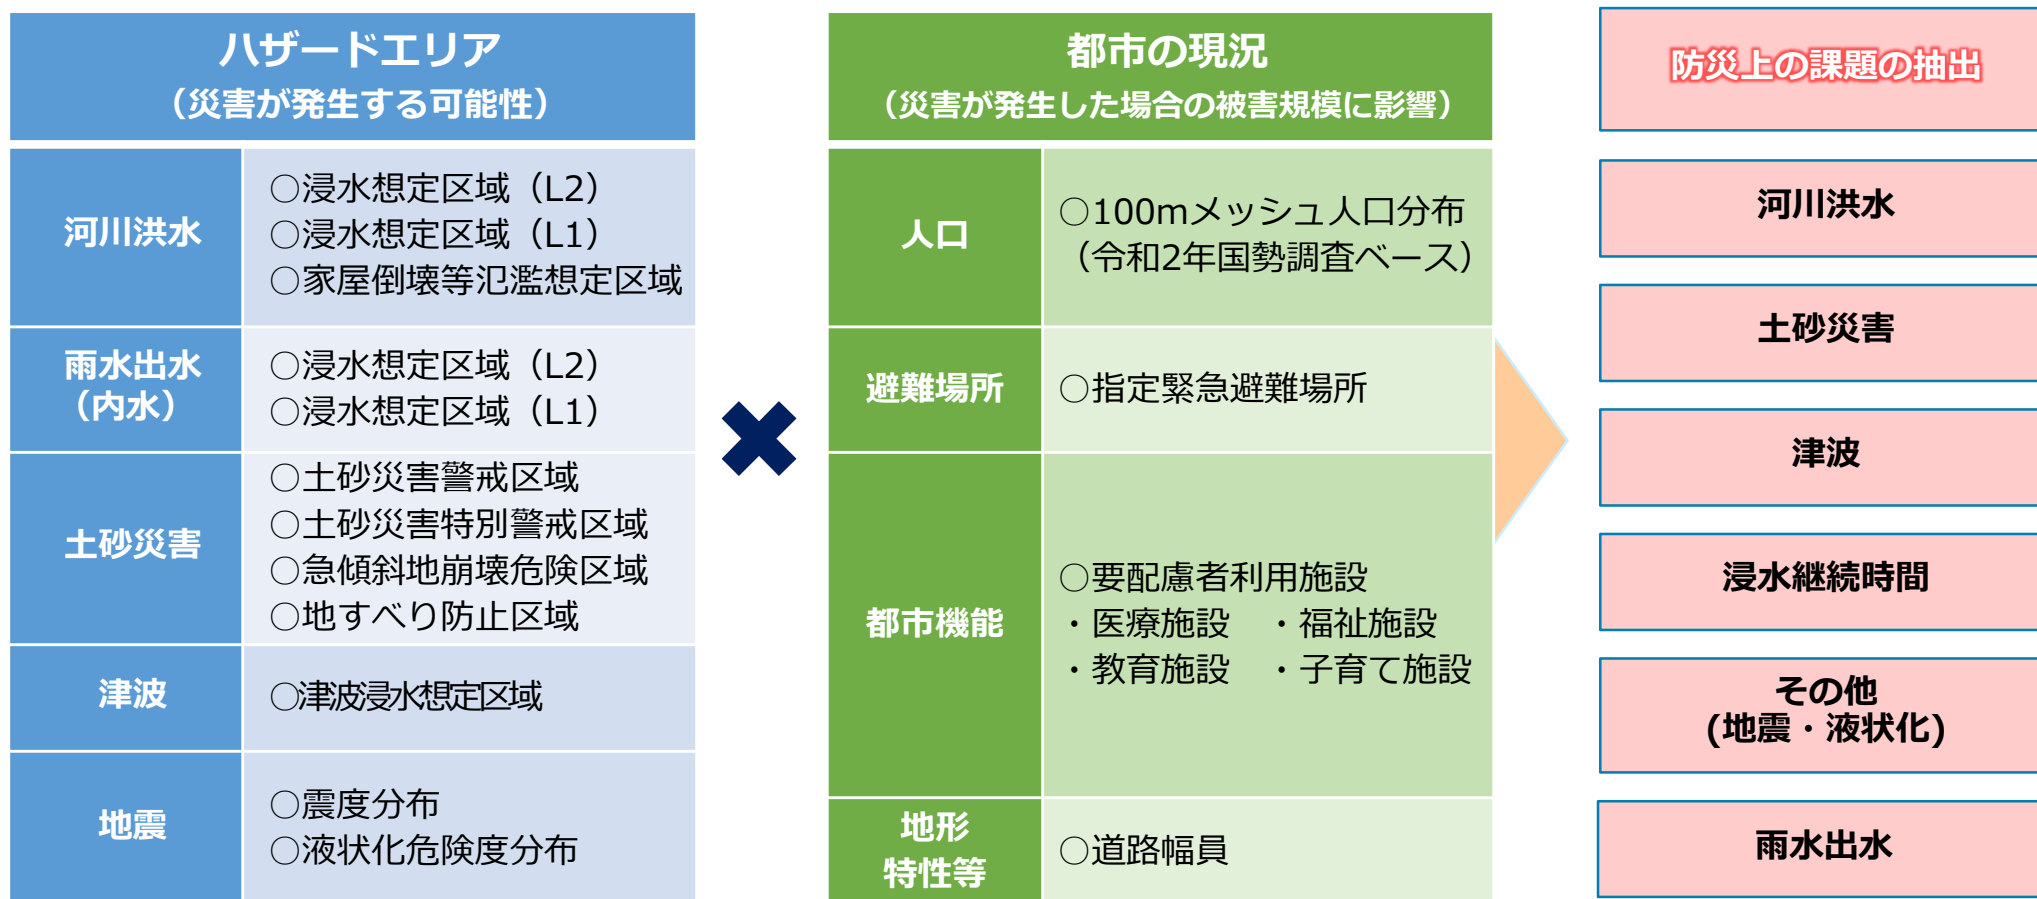 ハザードエリア
（災害が発生する可能性）
河川洪水
○浸水想定区域（L2）
○浸水想定区域（L1）
○家屋倒壊等氾濫想定区域
雨水出水
（内水）
○浸水想定区域（L2）
○浸水想定区域（L1）
土砂災害
○土砂災害警戒区域
○土砂災害特別警戒区域
○急傾斜地崩壊危険区域
○地すべり防止区域
津波
○津波浸水想定区域
地震
○震度分布
○液状化危険度分布
都市の現況
（災害が発生した場合の被害規模に影響）
人口
○100mメッシュ人口分布
（令和2年国勢調査ベース）
避難場所
○指定緊急避難場所
都市機能
○要配慮者利用施設
・医療施設　・福祉施設
・教育施設　・子育て施設
地形
特性等
○道路幅員
防災上の課題の抽出
河川洪水
土砂災害
津波
浸水継続時間
その他
(地震・液状化)
雨水出水